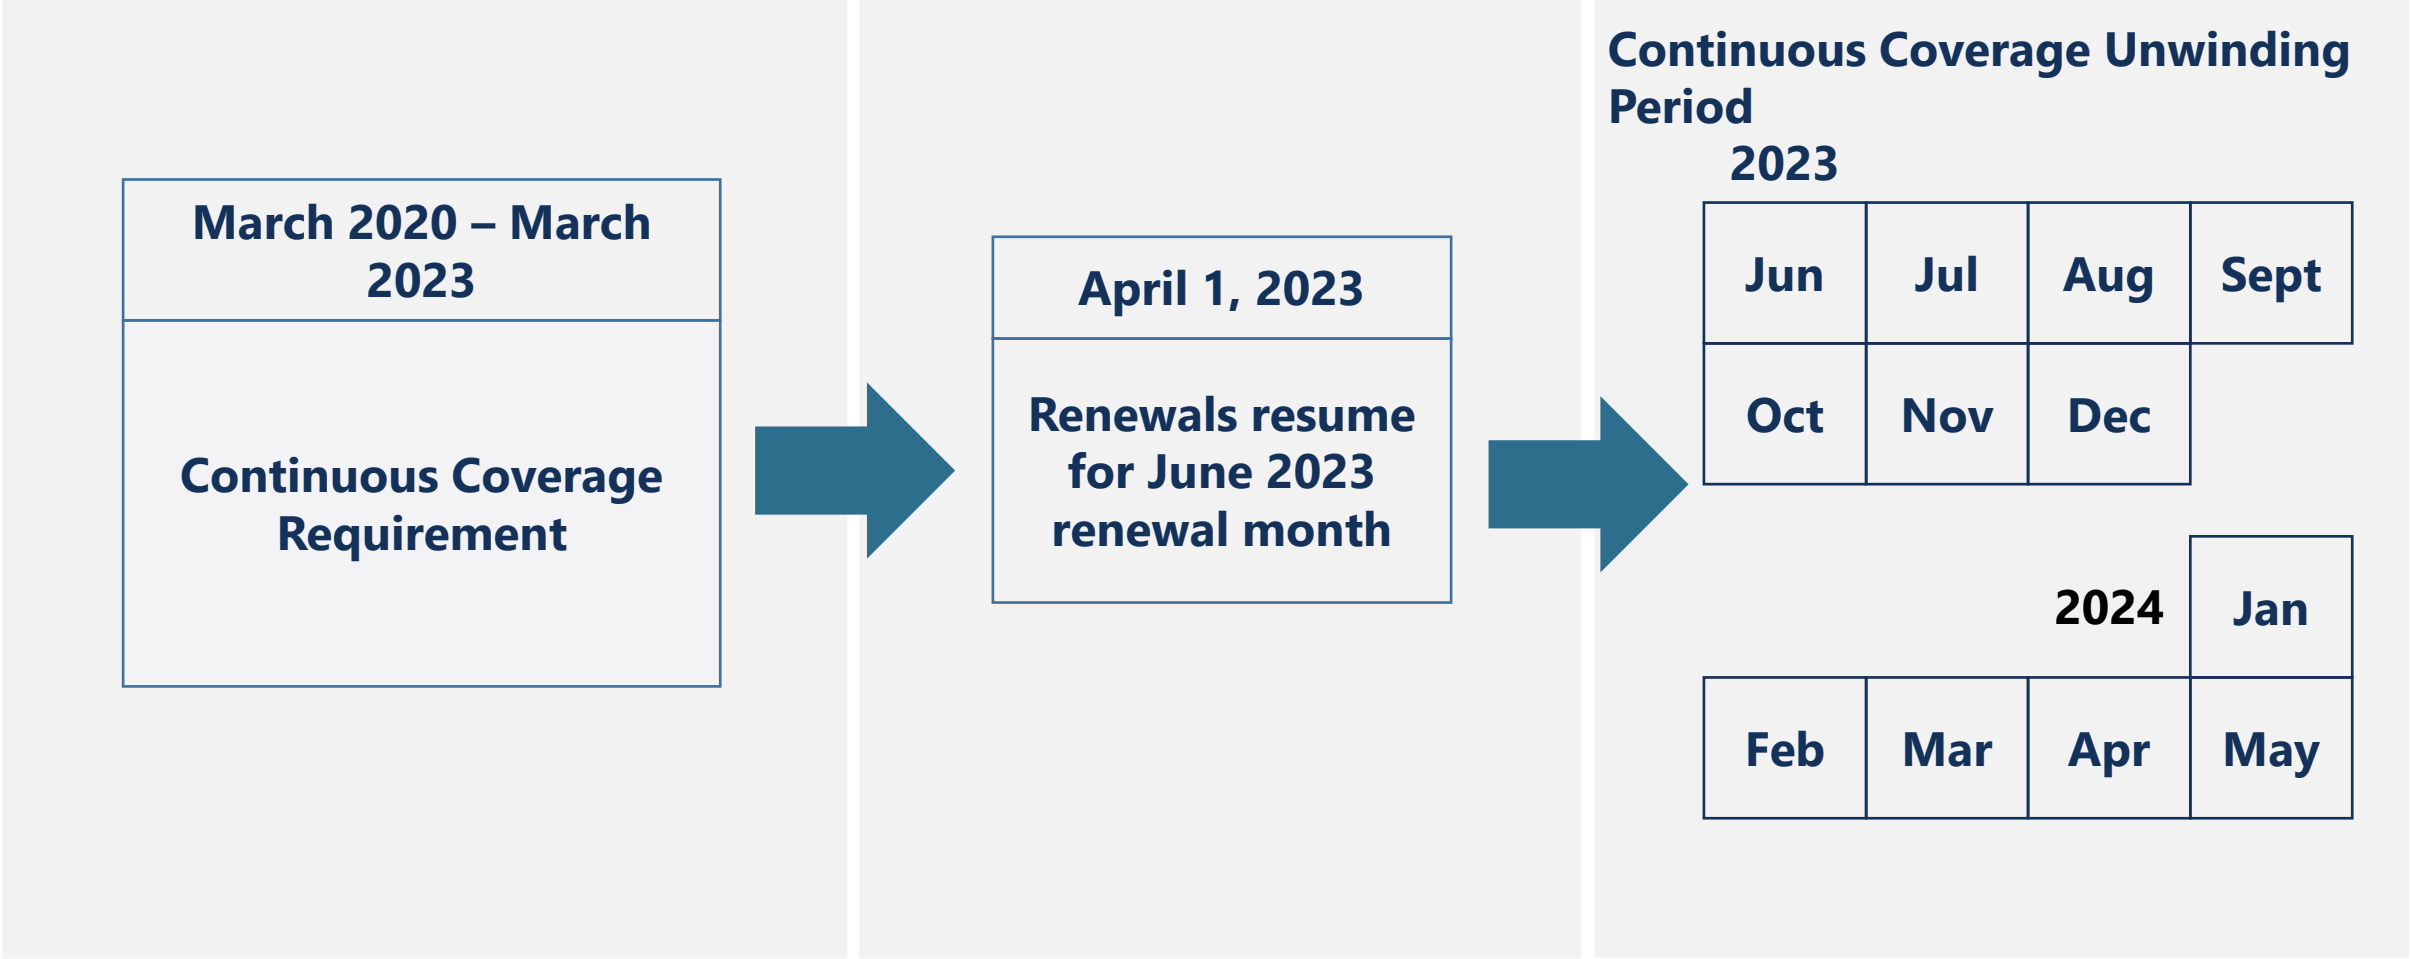 March 2020 – March
2023
Continuous Coverage
Requirement
April 1, 2023
Renewals resume
for June 2023
renewal month
Continuous Coverage Unwinding
Period
2023
Jun Jul Aug Sept
Oct Nov Dec
2024 Jan
Feb Mar Apr May